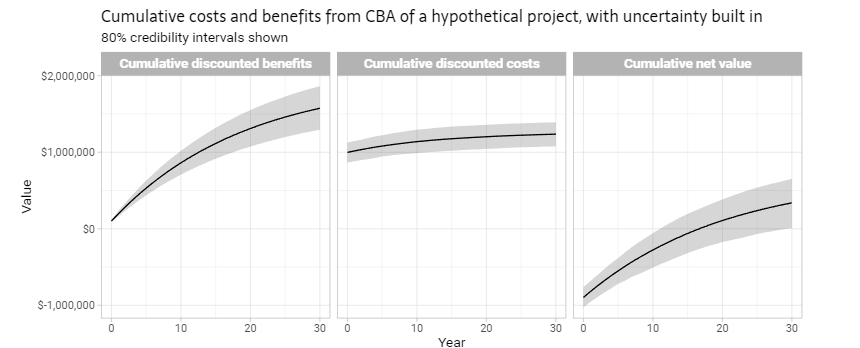 Cumulative costs and benefits from CBA of a hypothetical project, with uncertainty built in
80% credibility intervals shown
Cumulative discounted benefits
Cumulative discounted costs
Cumulative net value
$2,000,000
$1,000,000
$0
$-1,000,000
Value
0 10 20 30
0 10 20 30
0 10 20 30
Year